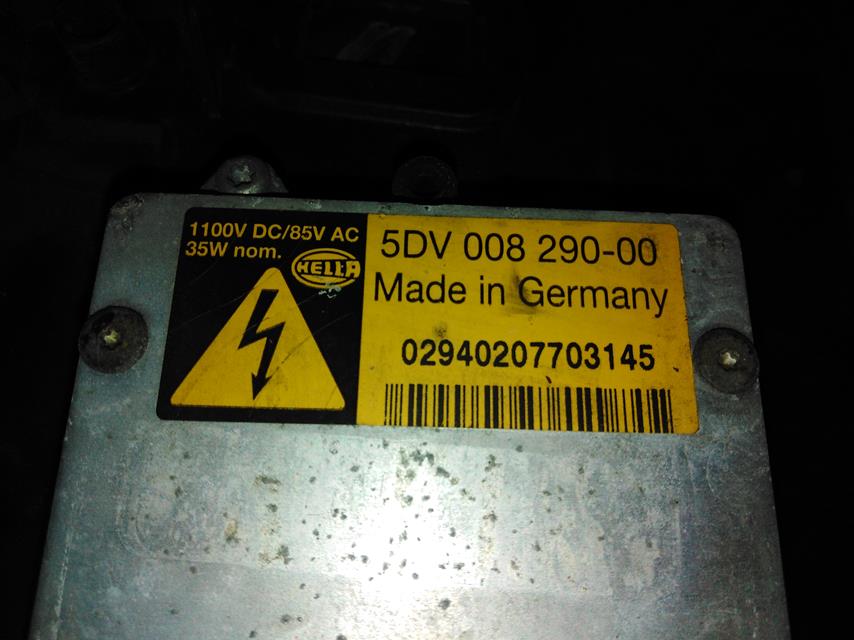 1100V DC/85V AC
35W nom.
HELLA
5DV 008 290-00
Made in Germany
02940207703145